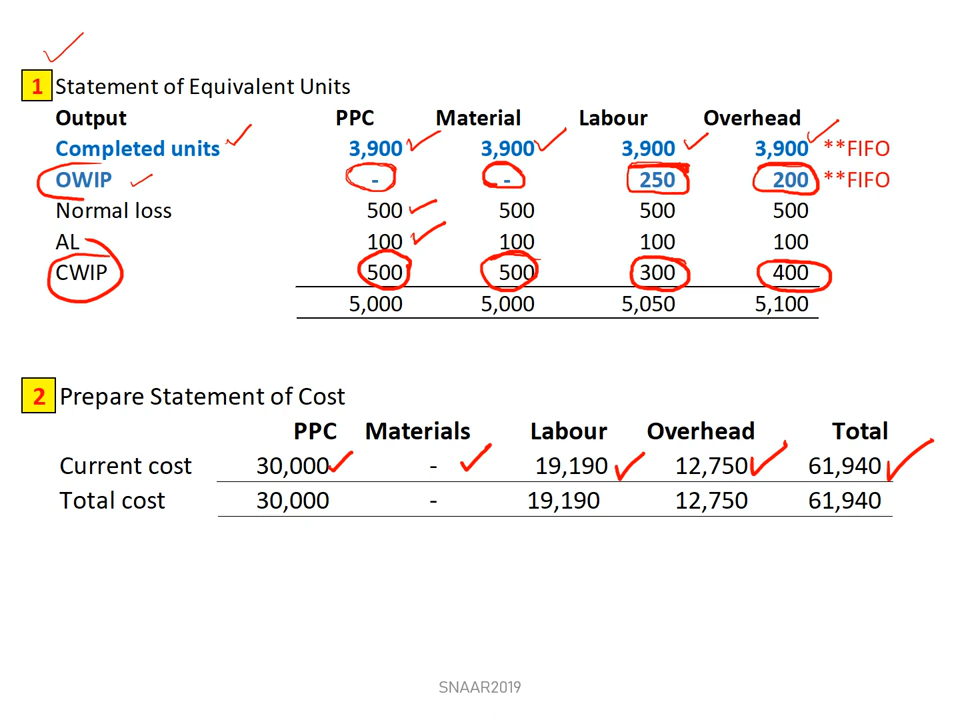 1 Statement of Equivalent Units
Output PPC Material Labour Overhead
Completed units 3,900 3,900 3,900 3,900 **FIFO
OWIP - - 250 200 **FIFO
Normal loss 500 500 500 500
AL 100 100 100 100
CWIP 500 500 300 400
5,000 5,000 5,050 5,100
2 Prepare Statement of Cost
PPC Materials Labour Overhead Total
Current cost 30,000 - 19,190 12,750 61,940
Total cost 30,000 - 19,190 12,750 61,940
SNAAR2019